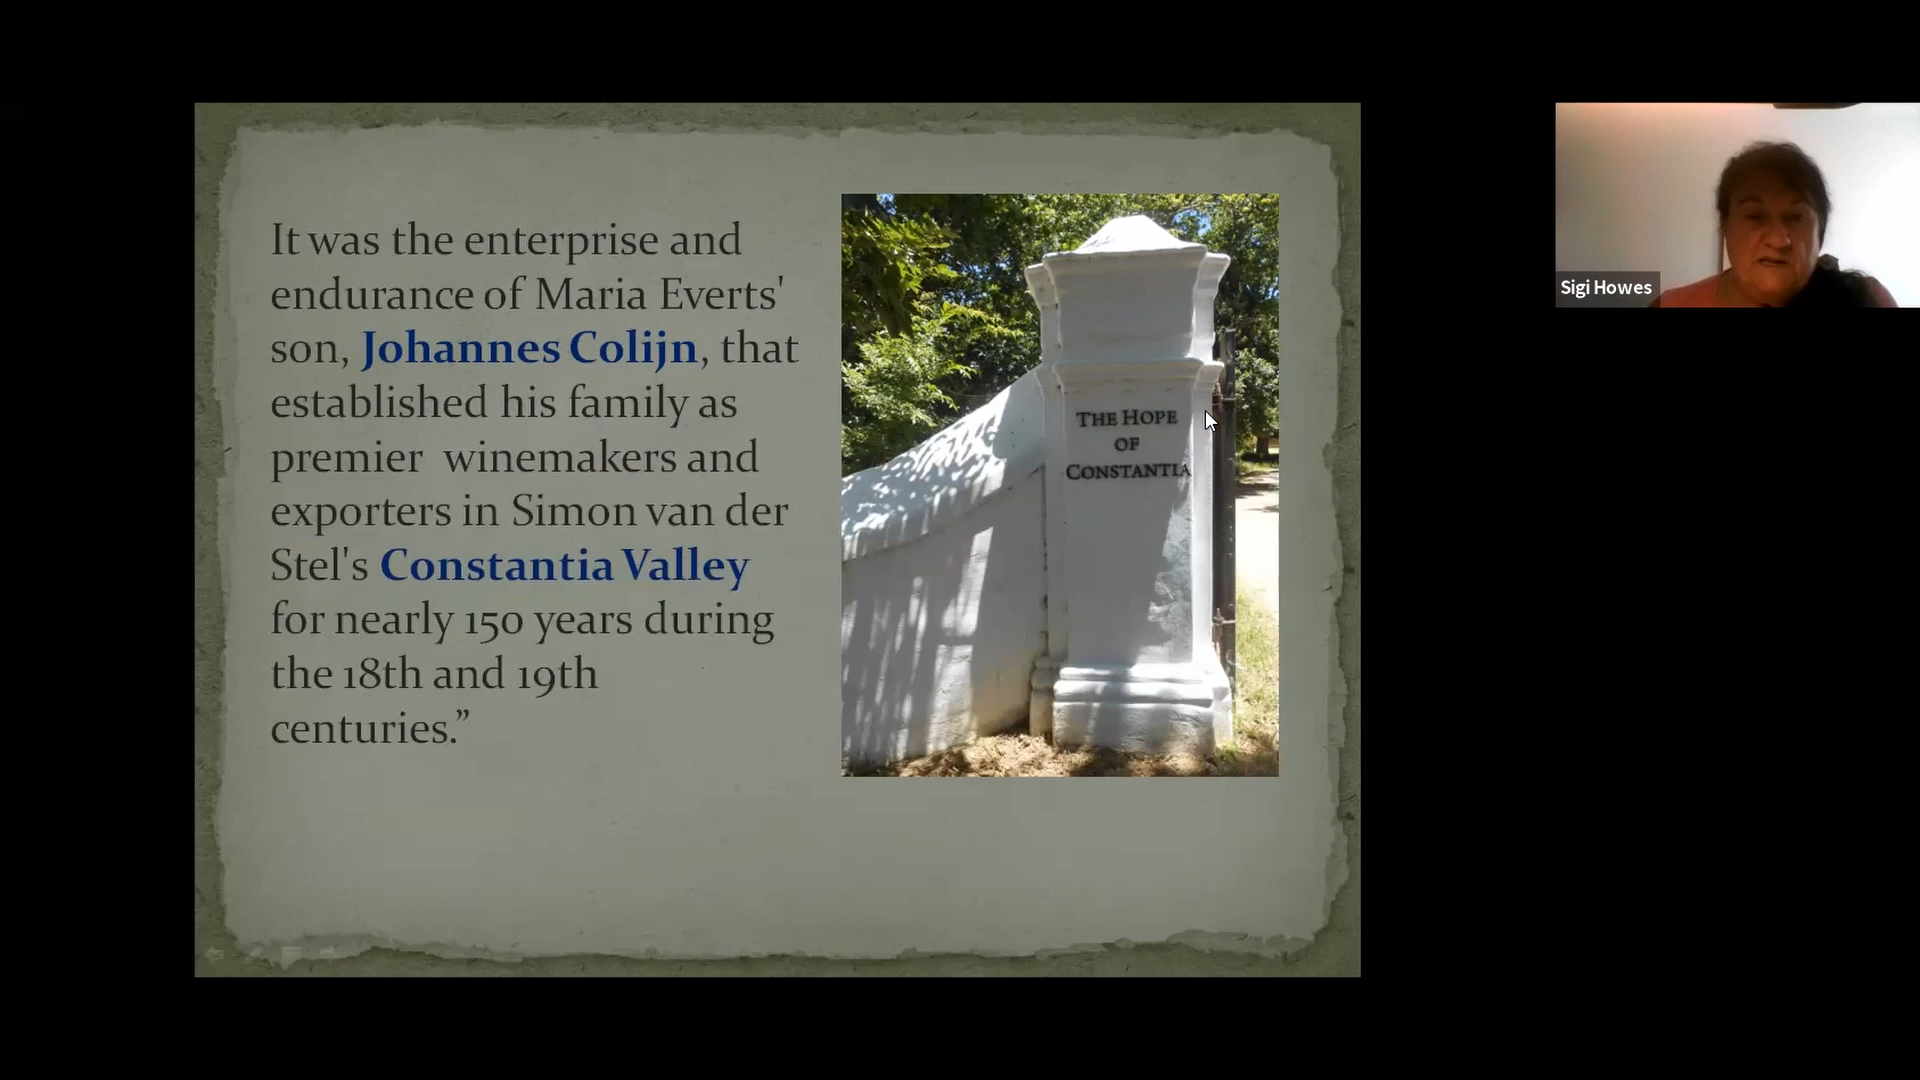 It was the enterprise and
endurance of Maria Everts'
son, Johannes Colijn, that
established his family as
premier  winemakers and
exporters in Simon van der
Stel's Constantia Valley
for nearly 150 years during
the 18th and 19th
centuries.”
THE HOPE
OF
CONSTANTIA
Sigi Howes